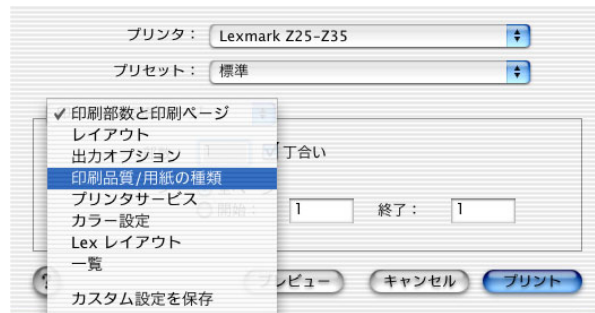 プリンタ： Lexmark Z25-Z35
プリセット： 標準
✓ 印刷部数と印刷ページ
レイアウト
出力オプション
1 丁合い
印刷品質/用紙の種類
プリンタサービス
開始： 1 終了： 1
カラー設定
Lex レイアウト
一覧
? プレビュー キャンセル プリント
カスタム設定を保存